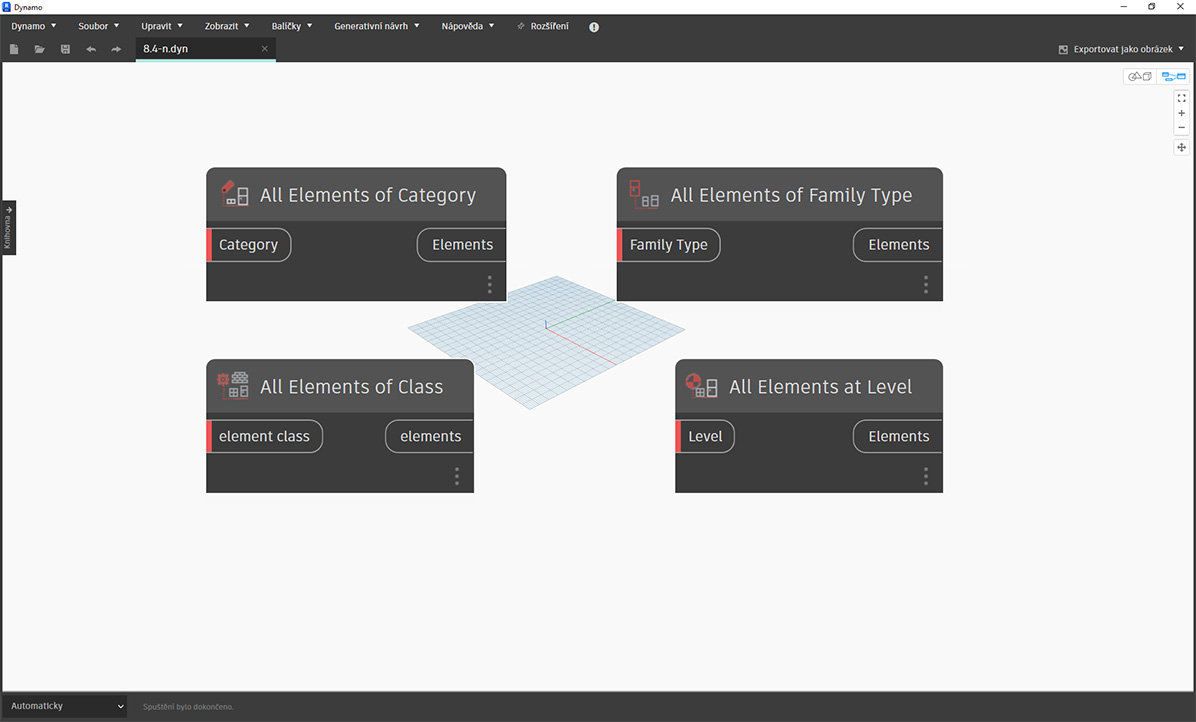 Dynamo
Dynamo Soubor Upravit Zobrazit Balíčky Generativní návrh Nápověda Rozšíření
8.4-n.dyn
Exportovat jako obrázek
Knihovna
All Elements of Category
Category Elements
All Elements of Family Type
Family Type Elements
All Elements of Class
element class elements
All Elements at Level
Level Elements
Automaticky Spuštění bylo dokončeno.